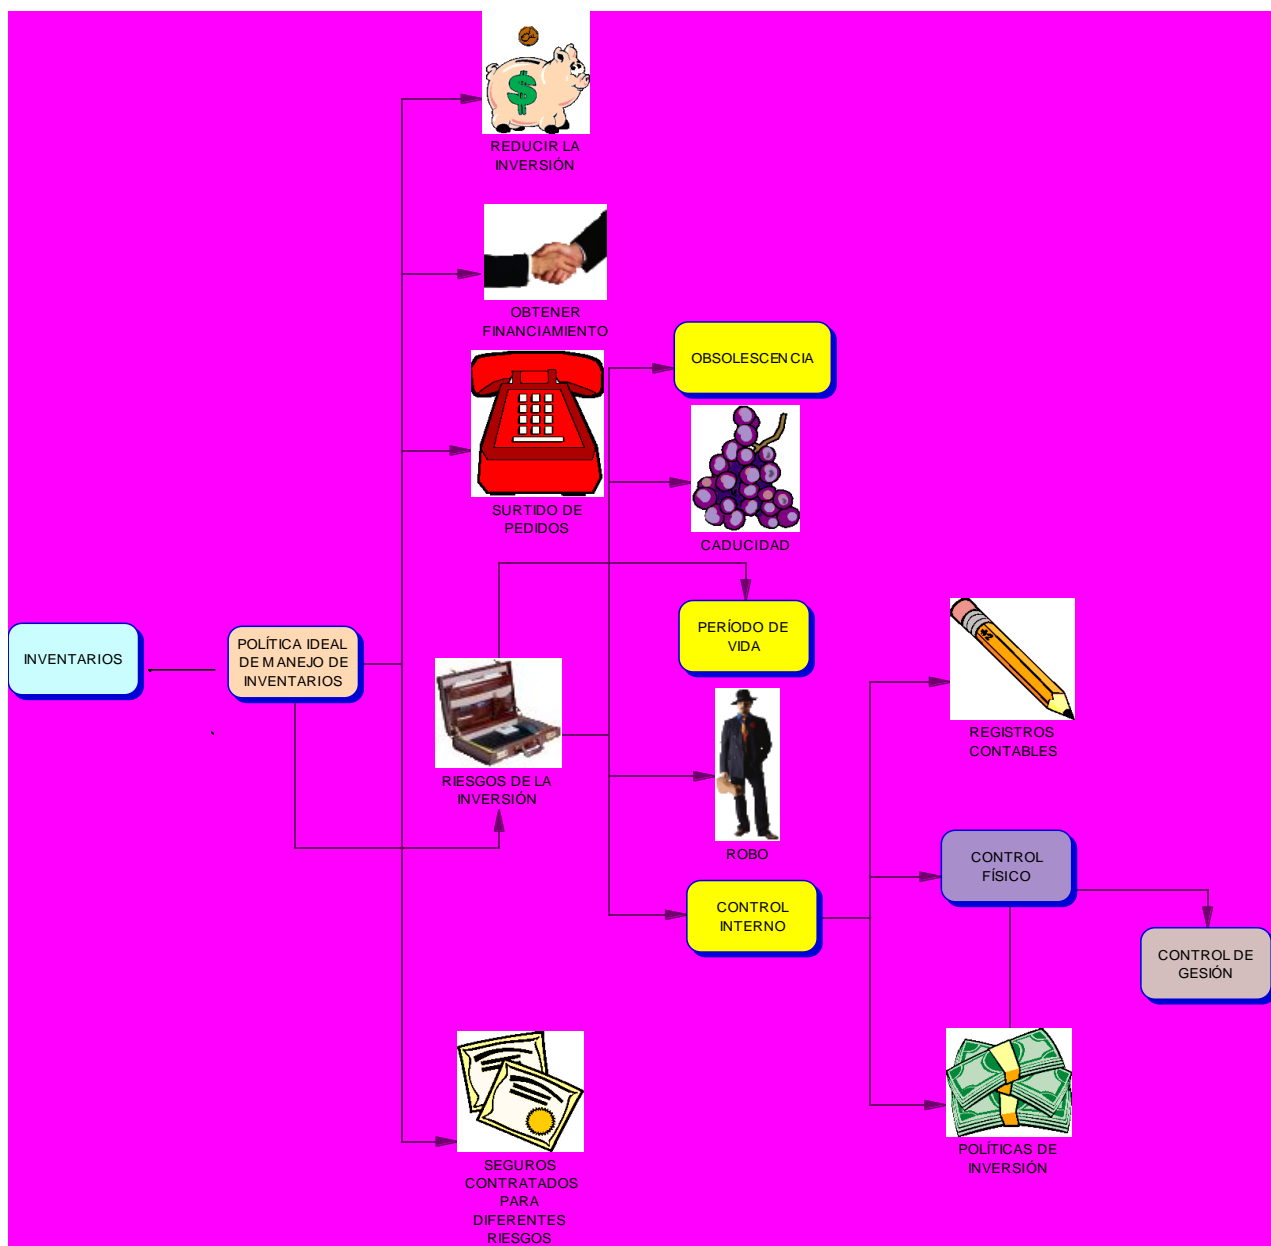 REDUCIR LA
INVERSIÓN
OBTENER
FINANCIAMIENTO
OBSOLESCENCIA
SURTIDO DE
PEDIDOS
CADUCIDAD
INVENTARIOS
POLÍTICA IDEAL
DE MANEJO DE
INVENTARIOS
PERÍODO DE
VIDA
RIESGOS DE LA
INVERSIÓN
REGISTROS
CONTABLES
ROBO
CONTROL
FÍSICO
CONTROL
INTERNO
CONTROL DE
GESIÓN
POLÍTICAS DE
INVERSIÓN
SEGUROS
CONTRATADOS
PARA
DIFERENTES
RIESGOS